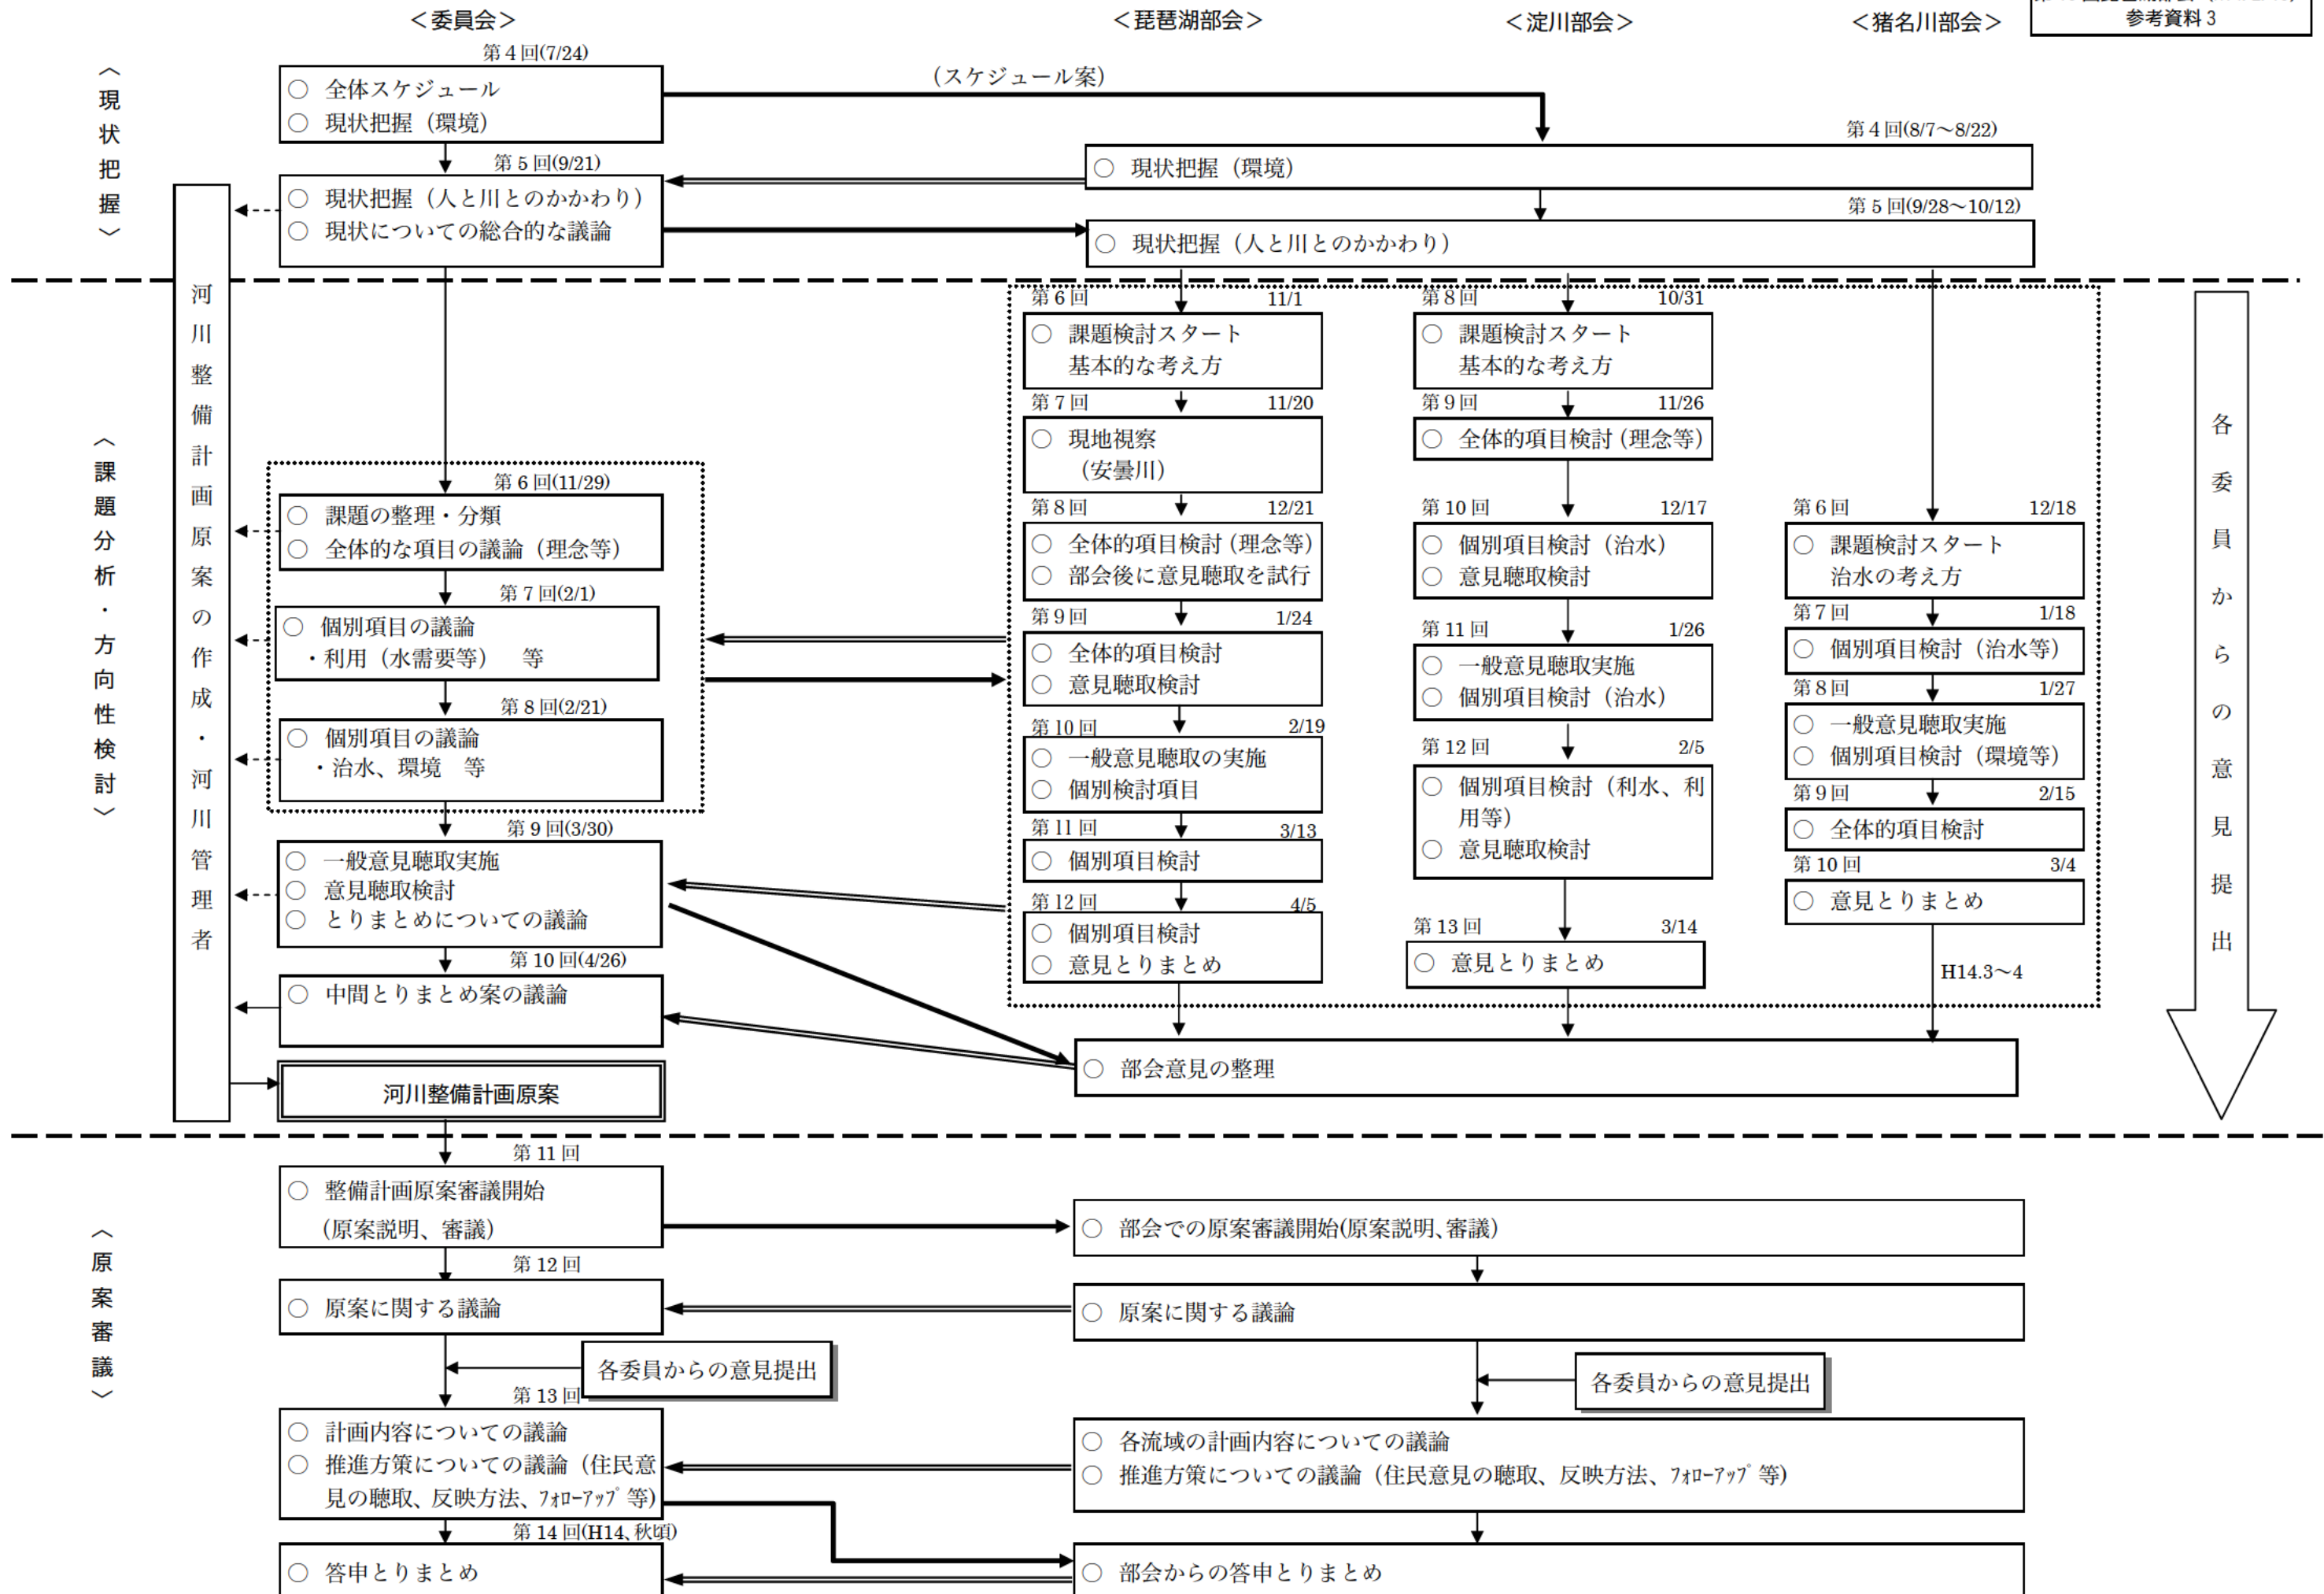 ＜委員会＞
＜琵琶湖部会＞
＜淀川部会＞
＜猪名川部会＞
参考資料 3
〈現状把握〉
第 4 回(7/24)
○ 全体スケジュール
○ 現状把握（環境）
（スケジュール案）
第 4 回(8/7～8/22)
○ 現状把握（環境）
第 5 回(9/21)
○ 現状把握（人と川とのかかわり）
○ 現状についての総合的な議論
第 5 回(9/28～10/12)
○ 現状把握（人と川とのかかわり）
河川整備計画原案の作成・河川管理者
〈課題分析・方向性検討〉
第 6 回(11/29)
○ 課題の整理・分類
○ 全体的な項目の議論（理念等）
第 7 回(2/1)
○ 個別項目の議論
・利用（水需要等） 等
第 8 回(2/21)
○ 個別項目の議論
・治水、環境 等
第 9 回(3/30)
○ 一般意見聴取実施
○ 意見聴取検討
○ とりまとめについての議論
第 10 回(4/26)
○ 中間とりまとめ案の議論
河川整備計画原案
第 6 回 11/1
○ 課題検討スタート
基本的な考え方
第 7 回 11/20
○ 現地視察
（安曇川）
第 8 回 12/21
○ 全体的項目検討（理念等）
○ 部会後に意見聴取を試行
第 9 回 1/24
○ 全体的項目検討
○ 意見聴取検討
第 10 回 2/19
○ 一般意見聴取の実施
○ 個別検討項目
第 11 回 3/13
○ 個別項目検討
第 12 回 4/5
○ 個別項目検討
○ 意見とりまとめ
第 8 回 10/31
○ 課題検討スタート
基本的な考え方
第 9 回 11/26
○ 全体的項目検討（理念等）
第 10 回 12/17
○ 個別項目検討（治水）
○ 意見聴取検討
第 11 回 1/26
○ 一般意見聴取実施
○ 個別項目検討（治水）
第 12 回 2/5
○ 個別項目検討（利水、利
用等）
○ 意見聴取検討
第 13 回 3/14
○ 意見とりまとめ
第 6 回 12/18
○ 課題検討スタート
治水の考え方
第 7 回 1/18
○ 個別項目検討（治水等）
第 8 回 1/27
○ 一般意見聴取実施
○ 個別項目検討（環境等）
第 9 回 2/15
○ 全体的項目検討
第 10 回 3/4
○ 意見とりまとめ
H14.3～4
○ 部会意見の整理
各委員からの意見提出
〈原案審議〉
第 11 回
○ 整備計画原案審議開始
（原案説明、審議）
○ 部会での原案審議開始(原案説明、審議）
第 12 回
○ 原案に関する議論
○ 原案に関する議論
各委員からの意見提出
各委員からの意見提出
第 13 回
○ 計画内容についての議論
○ 推進方策についての議論（住民意
見の聴取、反映方法、ﾌｫﾛｰｱｯﾌﾟ等)
○ 各流域の計画内容についての議論
○ 推進方策についての議論（住民意見の聴取、反映方法、ﾌｫﾛｰｱｯﾌﾟ等)
第 14 回(H14、秋頃)
○ 答申とりまとめ
○ 部会からの答申とりまとめ